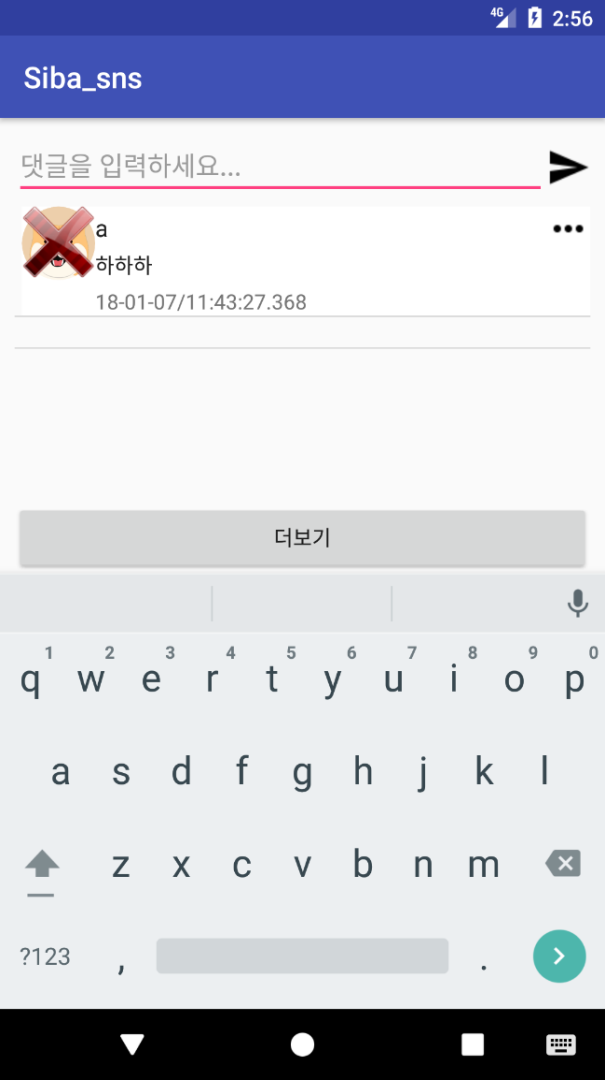 4G 2:56
Siba_sns
댓글을 입력하세요...
a
하하하
18-01-07/11:43:27.368
더보기
1 2 3 4 5 6 7 8 9 0
q w e r t y u i o p
a s d f g h j k l
z x c v b n m
?123 , .